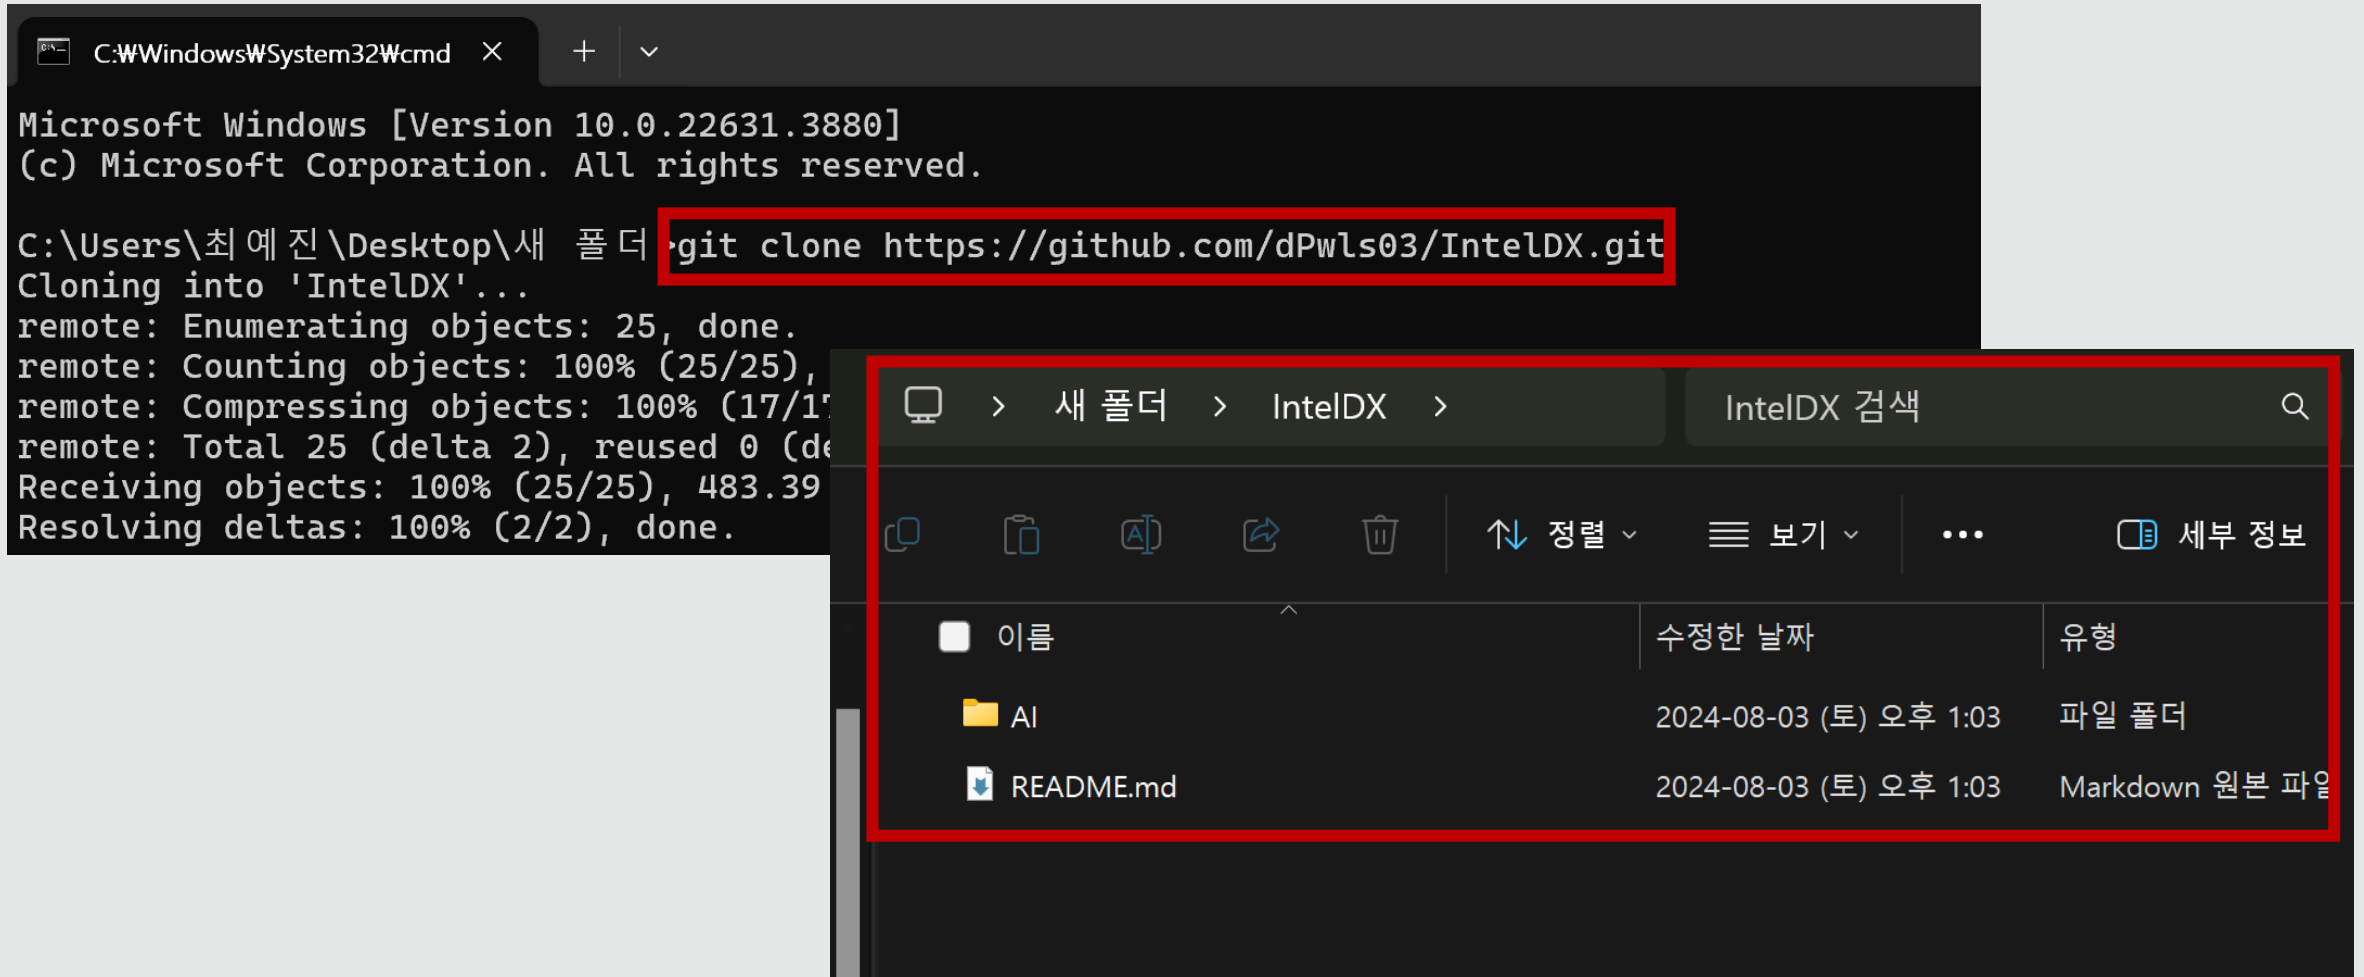 C:₩Windows₩System32₩cmd
Microsoft Windows [Version 10.0.22631.3880]
(c) Microsoft Corporation. All rights reserved.
C:\Users\최예진\Desktop\새 폴더>git clone https://github.com/dPwls03/IntelDX.git
Cloning into 'IntelDX'...
remote: Enumerating objects: 25, done.
remote: Counting objects: 100% (25/25),
remote: Compressing objects: 100% (17/17
remote: Total 25 (delta 2), reused 0 (de
Receiving objects: 100% (25/25), 483.39
Resolving deltas: 100% (2/2), done.
새 폴더 > IntelDX >
IntelDX 검색
정렬 보기 ••• 세부 정보
이름 수정한 날짜 유형
AI 2024-08-03 (토) 오후 1:03 파일 폴더
README.md 2024-08-03 (토) 오후 1:03 Markdown 원본 파일